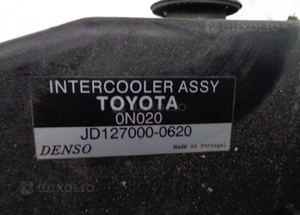 INTERCOOLER ASSY
TOYOTA
0N020
JD127000-0620
DENSO Made in Portugal